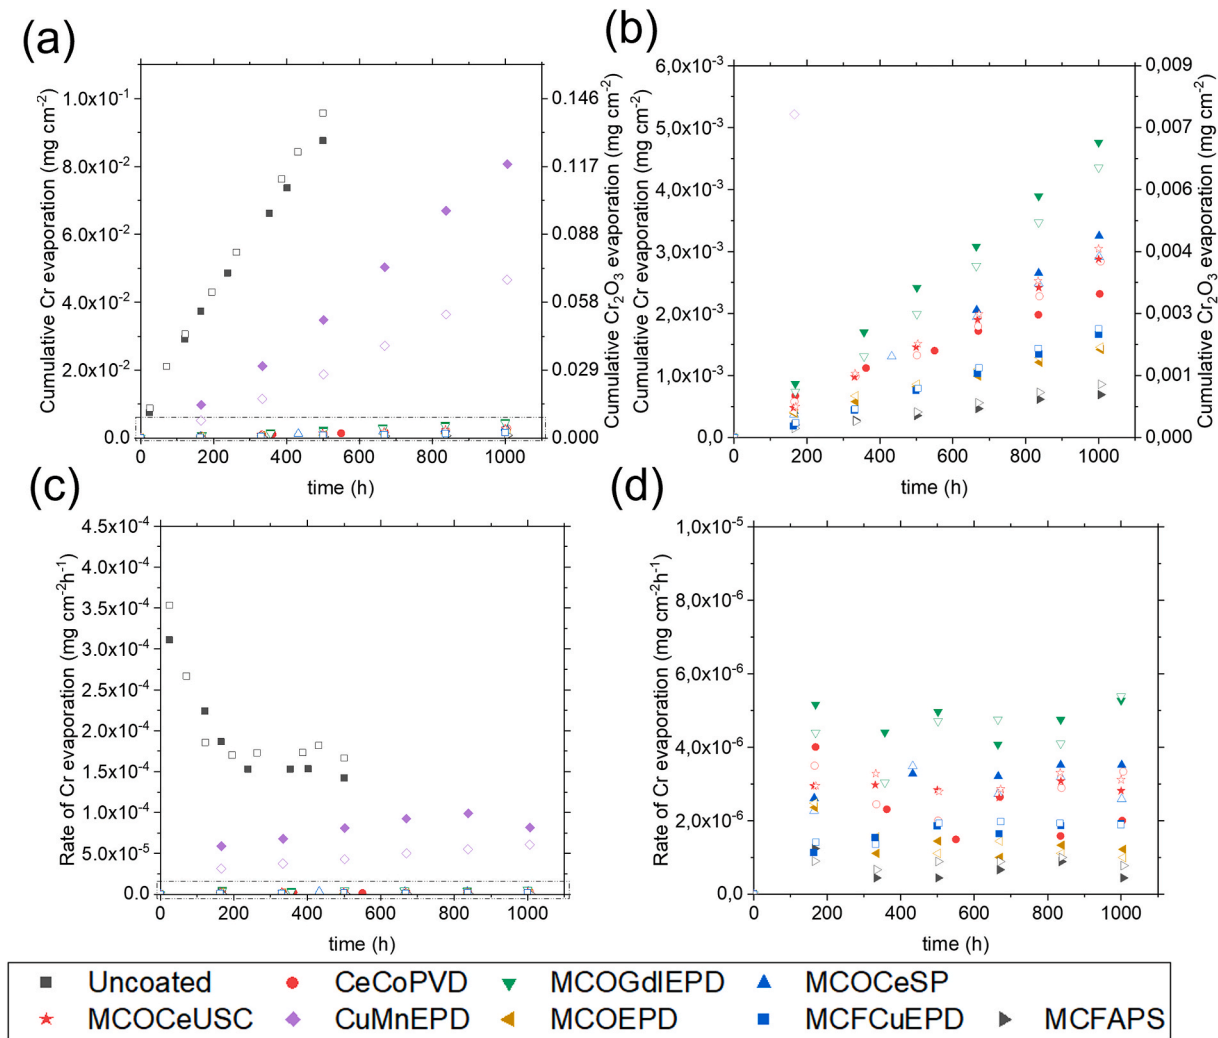 (a)
1.0x10⁻¹
8.0x10⁻²
6.0x10⁻²
4.0x10⁻²
2.0x10⁻²
0.0
0 200 400 600 800 1000
time (h)
Cumulative Cr evaporation (mg cm⁻²)
0.146
0.117
0.088
0.058
0.029
0.000
Cumulative Cr₂O₃ evaporation (mg cm⁻²)
(b)
6,0x10⁻³
5,0x10⁻³
4,0x10⁻³
3,0x10⁻³
2,0x10⁻³
1,0x10⁻³
0,0
0 200 400 600 800 1000
time (h)
Cumulative Cr evaporation (mg cm⁻²)
0,009
0,007
0,006
0,004
0,003
0,001
0,000
Cumulative Cr₂O₃ evaporation (mg cm⁻²)
(c)
4.5x10⁻⁴
4.0x10⁻⁴
3.5x10⁻⁴
3.0x10⁻⁴
2.5x10⁻⁴
2.0x10⁻⁴
1.5x10⁻⁴
1.0x10⁻⁴
5.0x10⁻⁵
0.0
0 200 400 600 800 1000
time (h)
Rate of Cr evaporation (mg cm⁻²h⁻¹)
(d)
1,0x10⁻⁵
8,0x10⁻⁶
6,0x10⁻⁶
4,0x10⁻⁶
2,0x10⁻⁶
0,0
0 200 400 600 800 1000
time (h)
Rate of Cr evaporation (mg cm⁻²h⁻¹)
Uncoated CeCoPVD MCOGdIEPD MCOCeSP
MCOCeUSC CuMnEPD MCOEPD MCFCuEPD MCFAPS